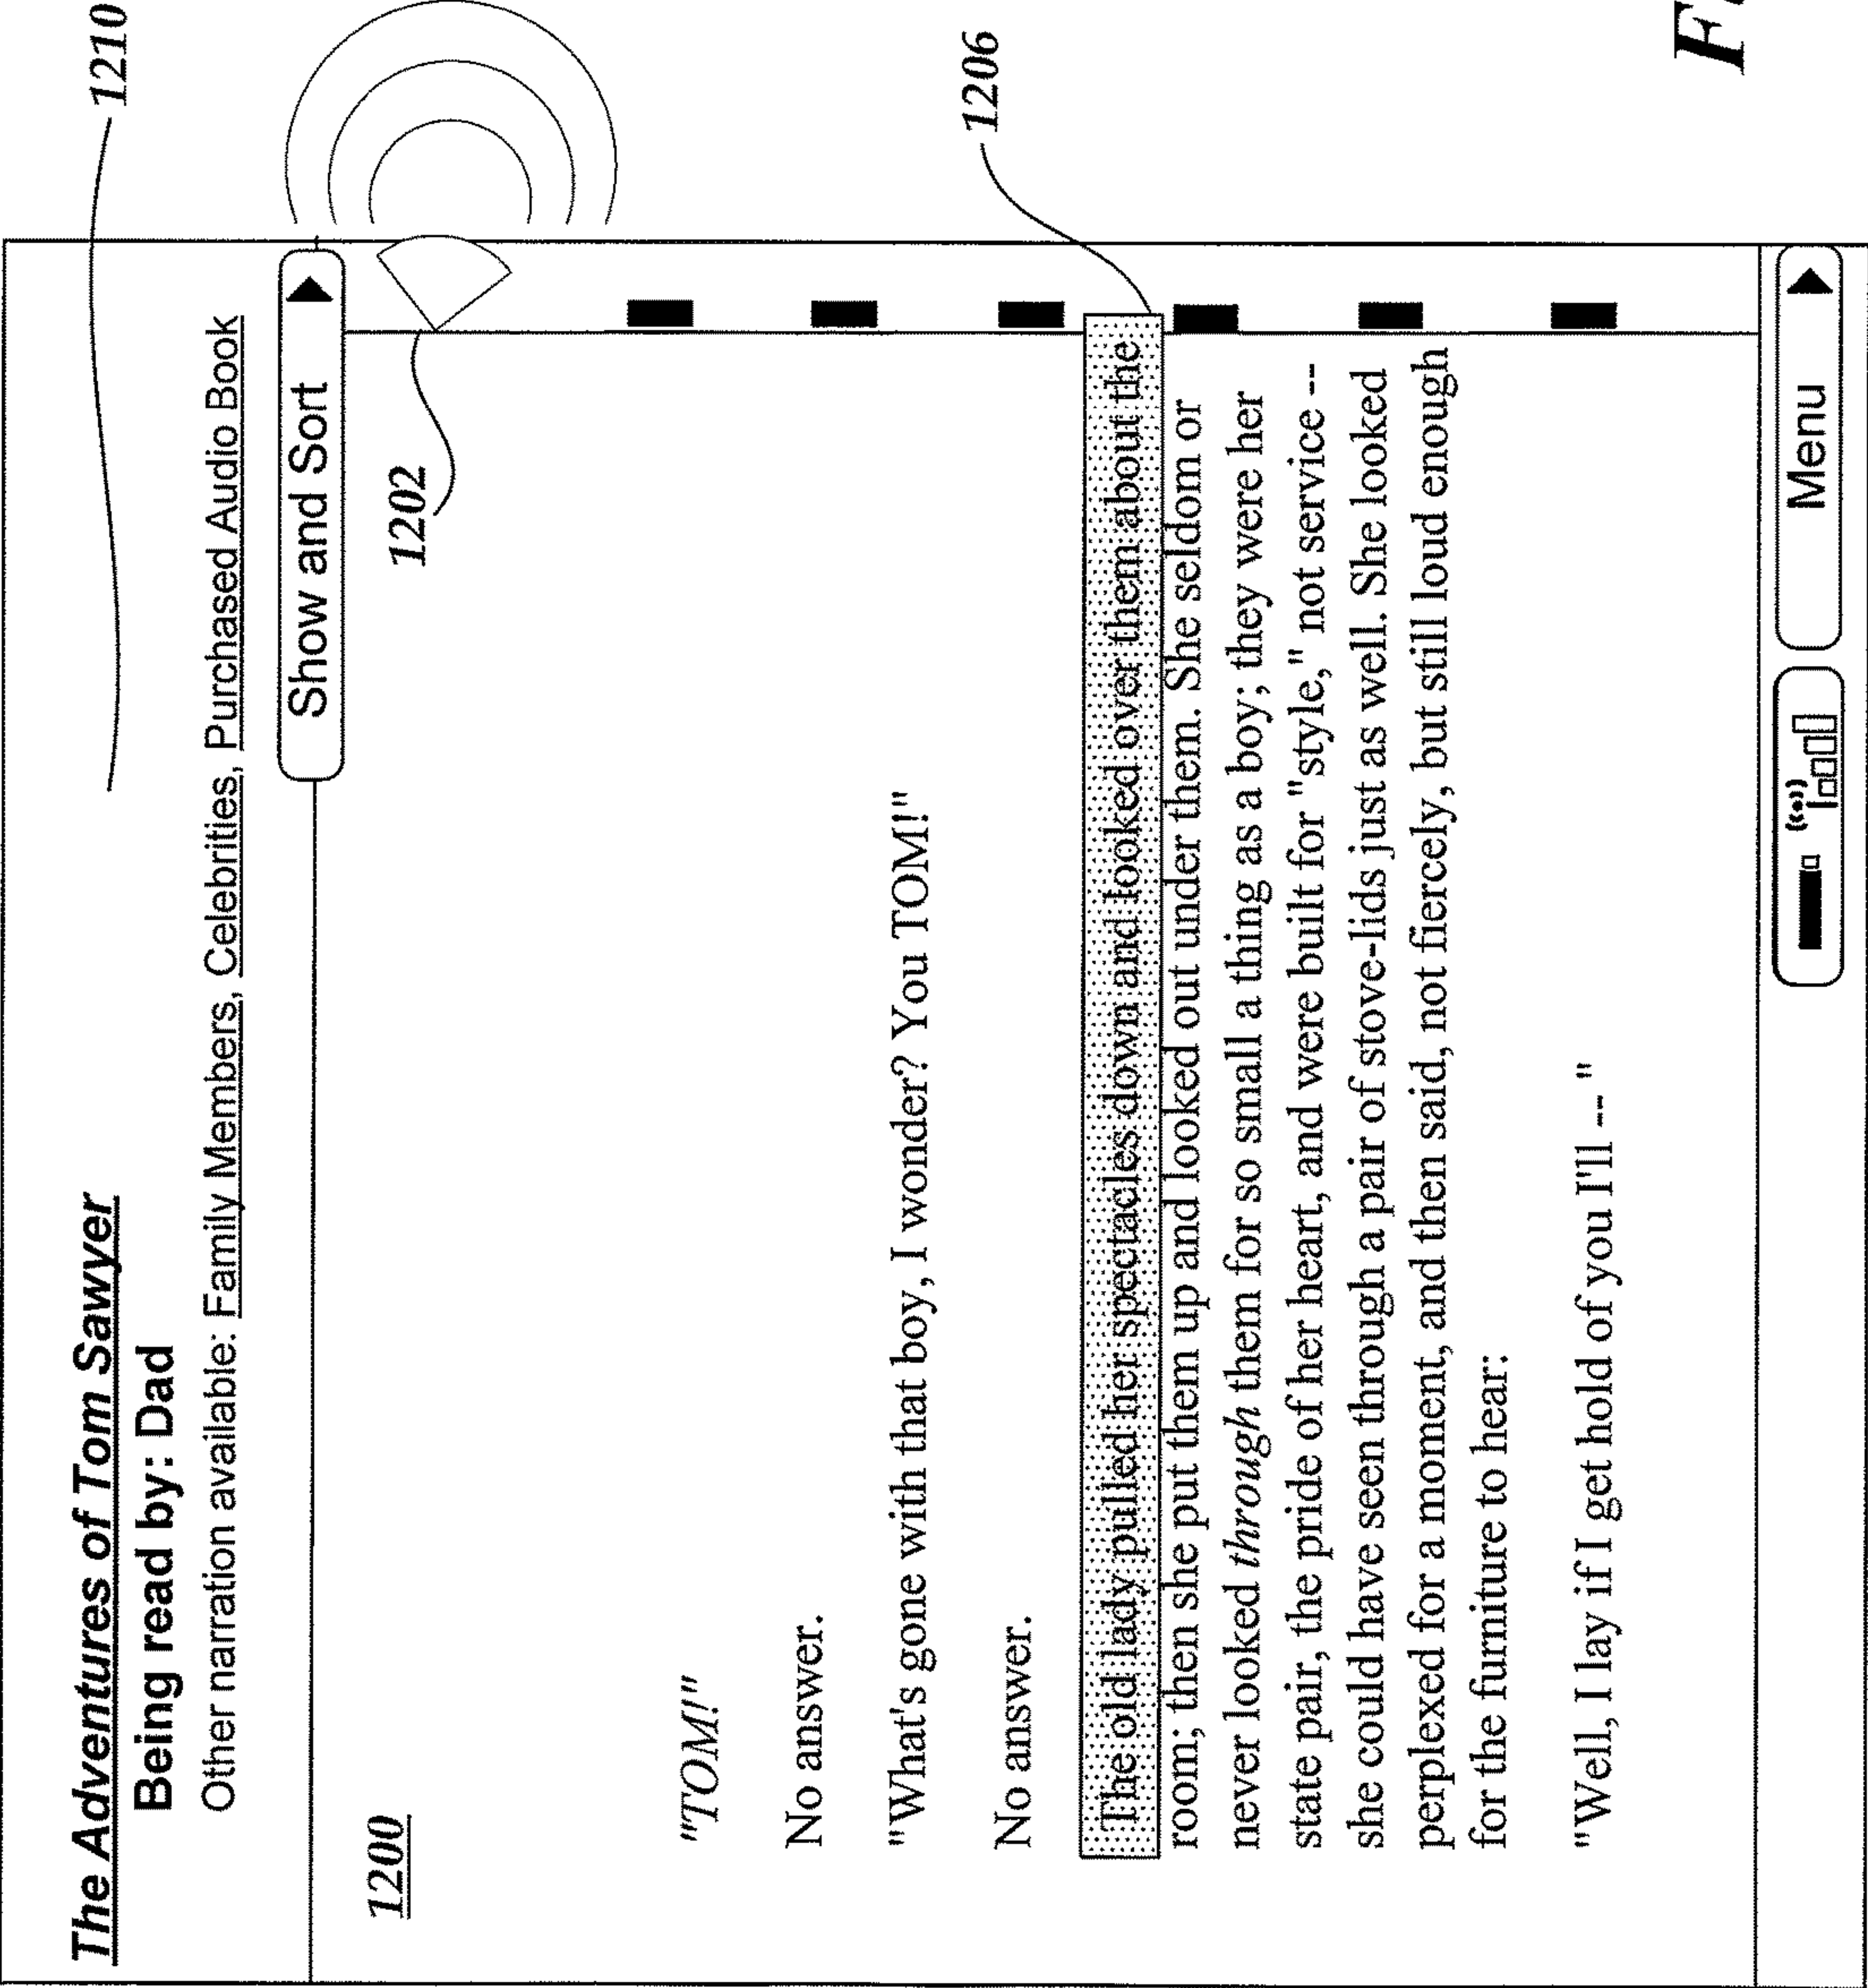 1210
The Adventures of Tom Sawyer
Being read by: Dad
Other narration available: Family Members, Celebrities, Purchased Audio Book
Show and Sort
1200
1202
"TOM!"
No answer.
"What's gone with that boy, I wonder? You TOM!"
No answer.
1206
The old lady pulled her spectacles down and looked over them about the
room; then she put them up and looked out under them. She seldom or
never looked through them for so small a thing as a boy; they were her
state pair, the pride of her heart, and were built for "style," not service --
she could have seen through a pair of stove-lids just as well. She looked
perplexed for a moment, and then said, not fiercely, but still loud enough
for the furniture to hear:
"Well, I lay if I get hold of you I'll -- "
Menu